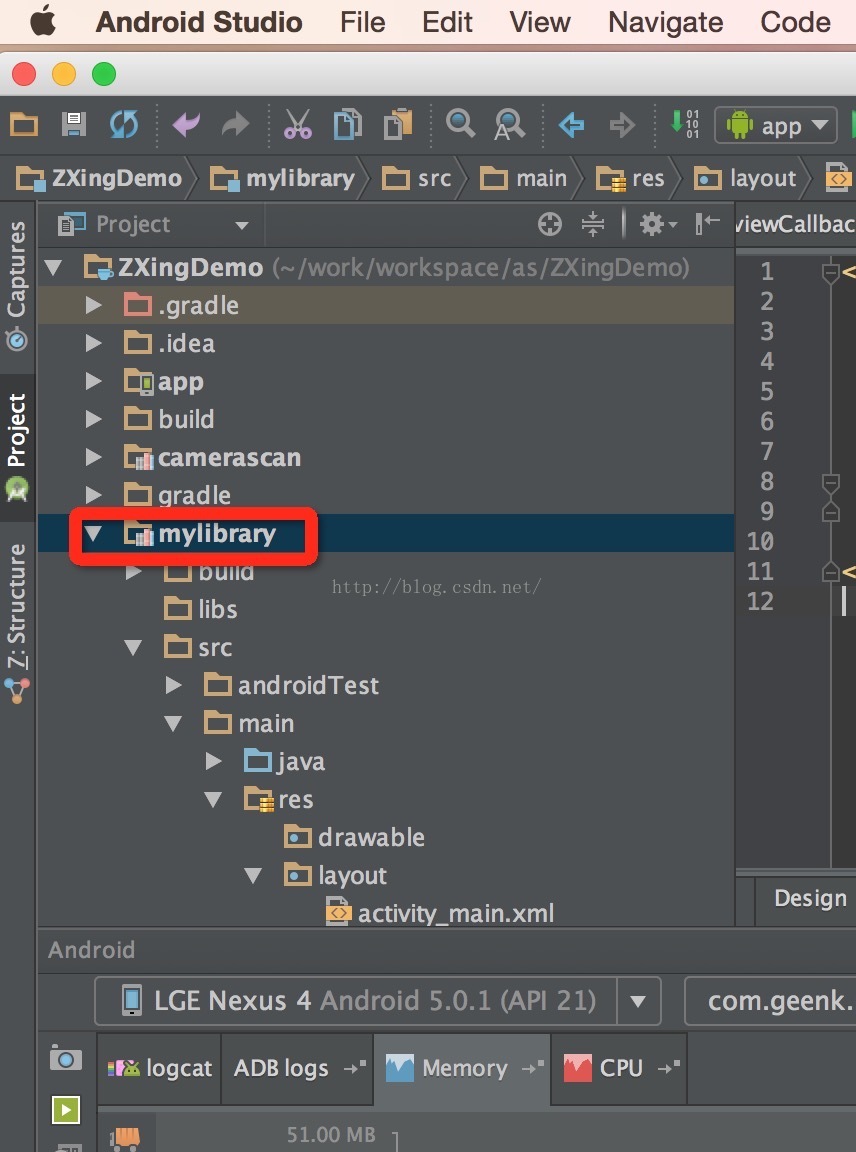 Android Studio File Edit View Navigate Code
app
ZXingDemo mylibrary src main res layout
Project
viewCallbac
Captures
Project
7: Structure
ZXingDemo (~/work/workspace/as/ZXingDemo)
.gradle
.idea
app
build
camerascan
gradle
mylibrary
build
http://blog.csdn.net/
libs
src
androidTest
main
java
res
drawable
layout
activity_main.xml
1
2
3
4
5
6
7
8
9
10
11
12
Design
Android
LGE Nexus 4 Android 5.0.1 (API 21)
com.geenk.
logcat ADB logs Memory CPU
51.00 MB